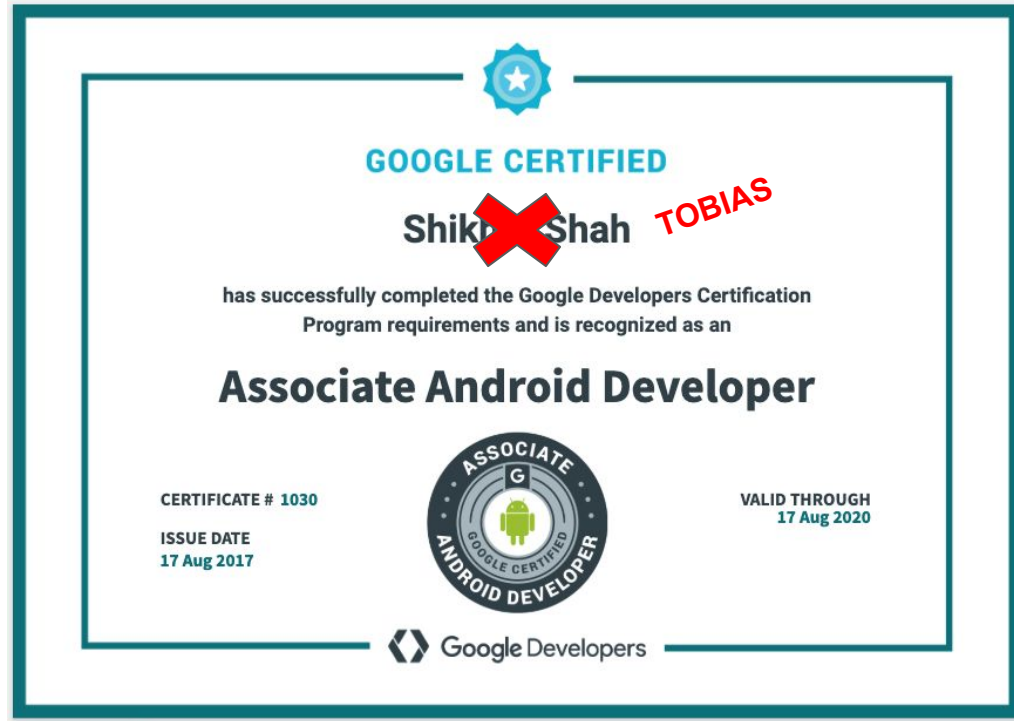 GOOGLE CERTIFIED
Shah
TOBIAS
has successfully completed the Google Developers Certification
Program requirements and is recognized as an
Associate Android Developer
ASSOCIATE
G
GOOGLE CERTIFIED
ANDROID DEVELOPER
CERTIFICATE # 1030
ISSUE DATE
17 Aug 2017
VALID THROUGH
17 Aug 2020
Google Developers